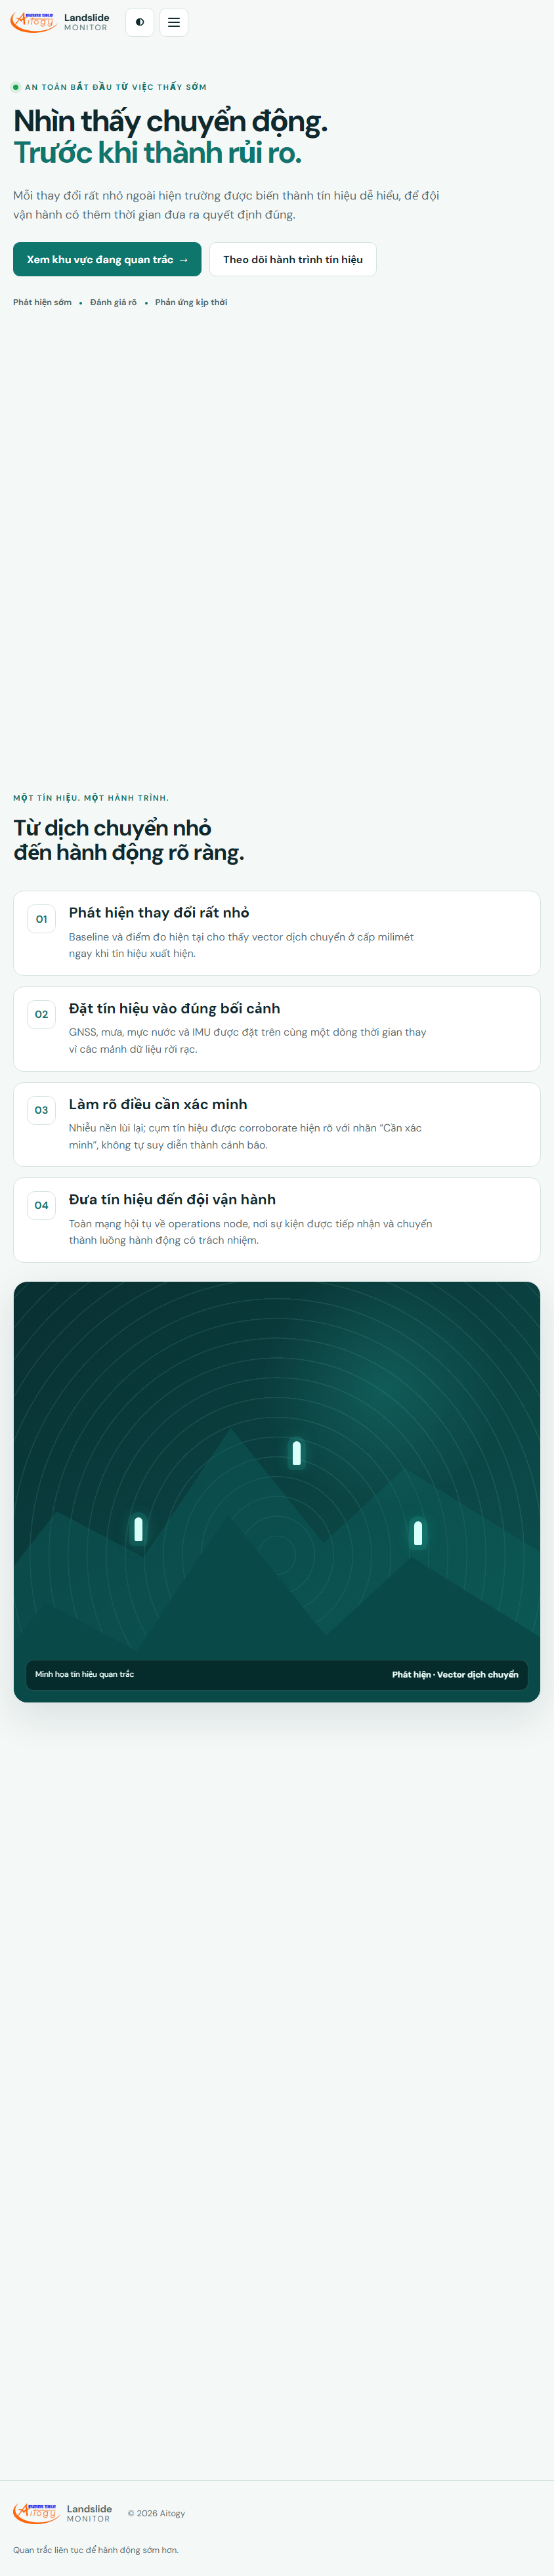 Aitogy
Landslide
MONITOR
AN TOÀN BẮT ĐẦU TỪ VIỆC THẤY SỚM
Nhìn thấy chuyển động.
Trước khi thành rủi ro.
Mỗi thay đổi rất nhỏ ngoài hiện trường được biến thành tín hiệu dễ hiểu, để đội
vận hành có thêm thời gian đưa ra quyết định đúng.
Xem khu vực đang quan trắc →
Theo dõi hành trình tín hiệu
Phát hiện sớm • Đánh giá rõ • Phản ứng kịp thời
MỘT TÍN HIỆU. MỘT HÀNH TRÌNH.
Từ dịch chuyển nhỏ
đến hành động rõ ràng.
01
Phát hiện thay đổi rất nhỏ
Baseline và điểm đo hiện tại cho thấy vector dịch chuyển ở cấp milimét
ngay khi tín hiệu xuất hiện.
02
Đặt tín hiệu vào đúng bối cảnh
GNSS, mưa, mực nước và IMU được đặt trên cùng một dòng thời gian thay
vì các mảnh dữ liệu rời rạc.
03
Làm rõ điều cần xác minh
Nhiễu nền lùi lại; cụm tín hiệu được corroborate hiện rõ với nhãn “Cần xác
minh”, không tự suy diễn thành cảnh báo.
04
Đưa tín hiệu đến đội vận hành
Toàn mạng hội tụ về operations node, nơi sự kiện được tiếp nhận và chuyển
thành luồng hành động có trách nhiệm.
Minh họa tín hiệu quan trắc
Phát hiện · Vector dịch chuyển
Aitogy
Landslide
MONITOR
© 2026 Aitogy
Quan trắc liên tục để hành động sớm hơn.